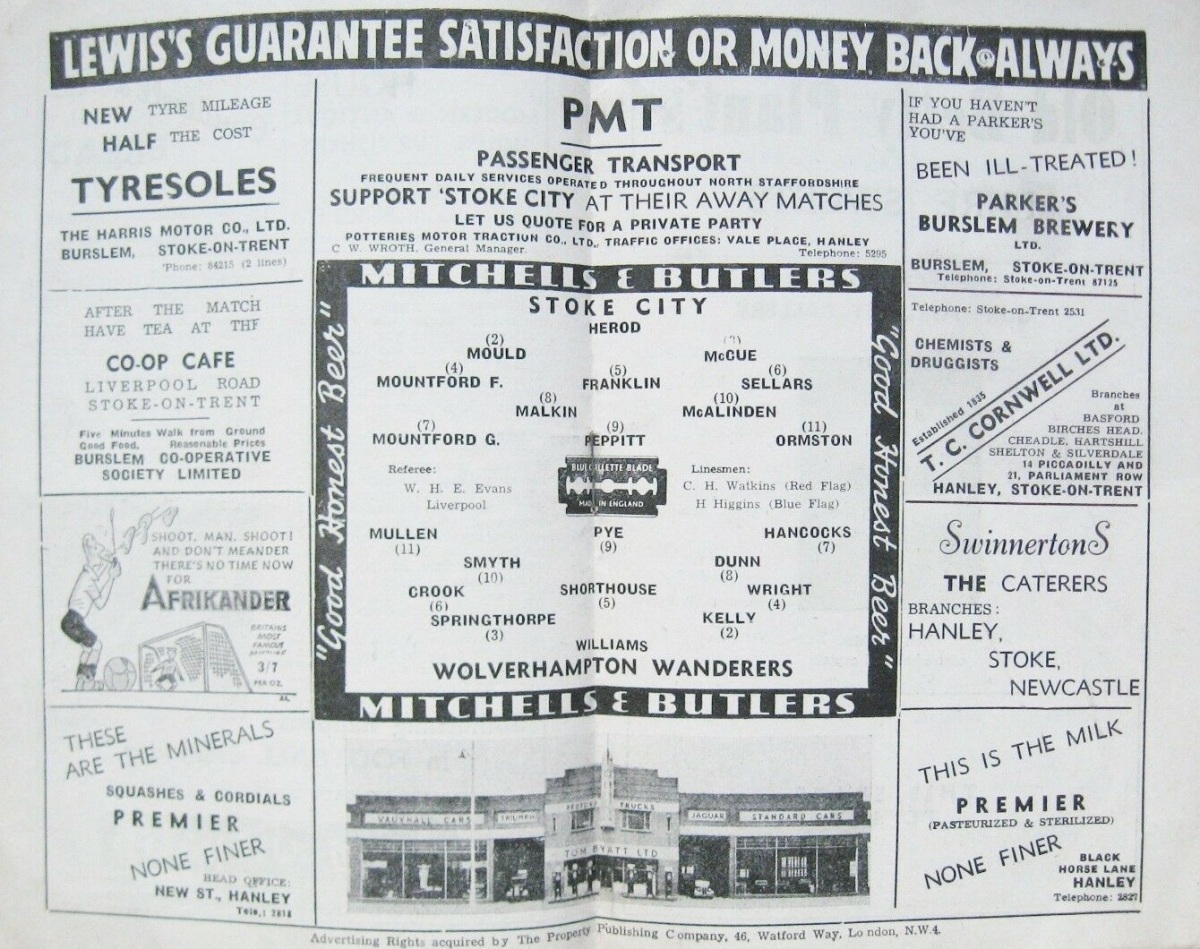 LEWIS'S GUARANTEE SATISFACTION OR MONEY BACK ALWAYS
NEW TYRE MILEAGE
HALF THE COST
TYRESOLES
THE HARRIS MOTOR CO., LTD.
BURSLEM, STOKE-ON-TRENT
'Phone: 84215 (2 lines)
AFTER THE MATCH
HAVE TEA AT THE
CO-OP CAFE
LIVERPOOL ROAD
STOKE-ON-TRENT
Five Minutes Walk from Ground
Good Food, Reasonable Prices
BURSLEM CO-OPERATIVE
SOCIETY LIMITED
SHOOT, MAN, SHOOT!
AND DON'T MEANDER
THERE'S NO TIME NOW
FOR
AFRIKANDER
BRITAINS
MOST
FAMOUS
3/7
PER OZ.
THESE
ARE THE MINERALS
SQUASHES & CORDIALS
PREMIER
NONE FINER
HEAD OFFICE:
NEW ST., HANLEY
Tele.: 2818
PMT
PASSENGER TRANSPORT
FREQUENT DAILY SERVICES OPERATED THROUGHOUT NORTH STAFFORDSHIRE
SUPPORT 'STOKE CITY AT THEIR AWAY MATCHES
LET US QUOTE FOR A PRIVATE PARTY
POTTERIES MOTOR TRACTION CO., LTD., TRAFFIC OFFICES: VALE PLACE, HANLEY
C. W. WROTH, General Manager. Telephone: 5295
MITCHELLS & BUTLERS
"Good Honest Beer"
STOKE CITY
HEROD
(2)
MOULD McCUE
(4) (5) (6)
MOUNTFORD F. FRANKLIN SELLARS
(8) (10)
MALKIN McALINDEN
(7) (9) (11)
MOUNTFORD G. PEPPITT ORMSTON
Referee:
W. H. E. Evans
Liverpool
BLUE GILLETTE BLADE
MADE IN ENGLAND
Linesmen:
C. H. Watkins (Red Flag)
H Higgins (Blue Flag)
MULLEN PYE HANCOCKS
(11) (9) (7)
SMYTH DUNN
(10) (8)
CROOK SHORTHOUSE WRIGHT
(6) (5) (4)
SPRINGTHORPE KELLY
(3) (2)
WILLIAMS
WOLVERHAMPTON WANDERERS
"Good Honest Beer"
MITCHELLS & BUTLERS
BEDFORD TRUCKS
VAUXHALL CARS TRIUMPH JAGUAR STANDARD CARS
TOM BYATT LTD
IF YOU HAVEN'T
HAD A PARKER'S
YOU'VE
BEEN ILL-TREATED!
PARKER'S
BURSLEM BREWERY
LTD.
BURSLEM, STOKE-ON-TRENT
Telephone: Stoke-on-Trent 87125
Telephone: Stoke-on-Trent 2531
CHEMISTS &
DRUGGISTS
Established 1835
T. C. CORNWELL LTD.
Branches
at
BASFORD
BIRCHES HEAD,
CHEADLE, HARTSHILL
SHELTON & SILVERDALE
14 PICCADILLY AND
21, PARLIAMENT ROW
HANLEY, STOKE-ON-TRENT
SwinnertonS
THE CATERERS
BRANCHES:
HANLEY,
STOKE,
NEWCASTLE
THIS IS THE MILK
PREMIER
(PASTEURIZED & STERILIZED)
NONE FINER
BLACK
HORSE LANE
HANLEY
Telephone: 2827
Advertising Rights acquired by The Property Publishing Company, 46, Watford Way, London, N.W.4.